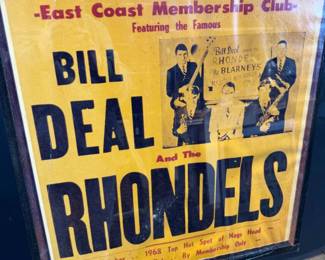 -East Coast Membership Club-
Featuring the Famous
BILL
DEAL
And The
RHONDELS
1968 Top Hot Spot of Nags Head
By Membership Only